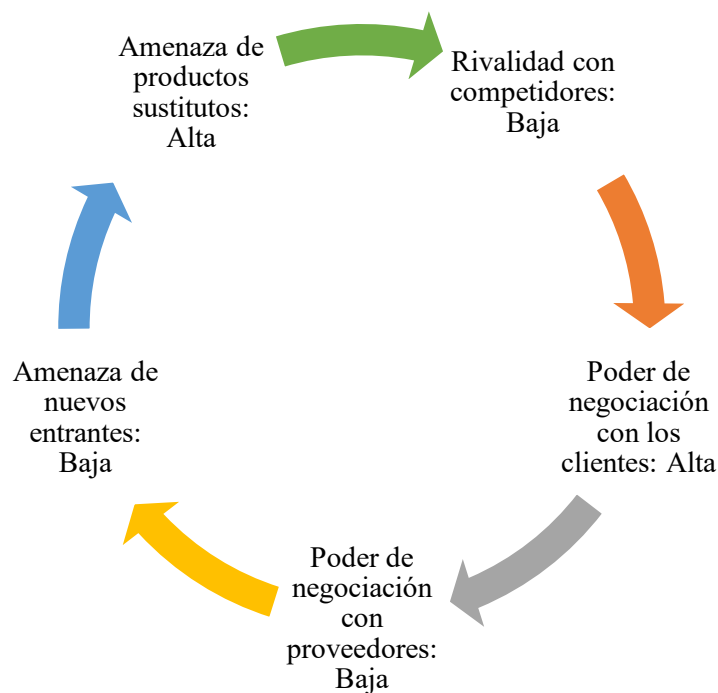 Amenaza de
productos
sustitutos:
Alta
Rivalidad con
competidores:
Baja
Poder de
negociación
con los
clientes: Alta
Poder de
negociación
con
proveedores:
Baja
Amenaza de
nuevos
entrantes:
Baja